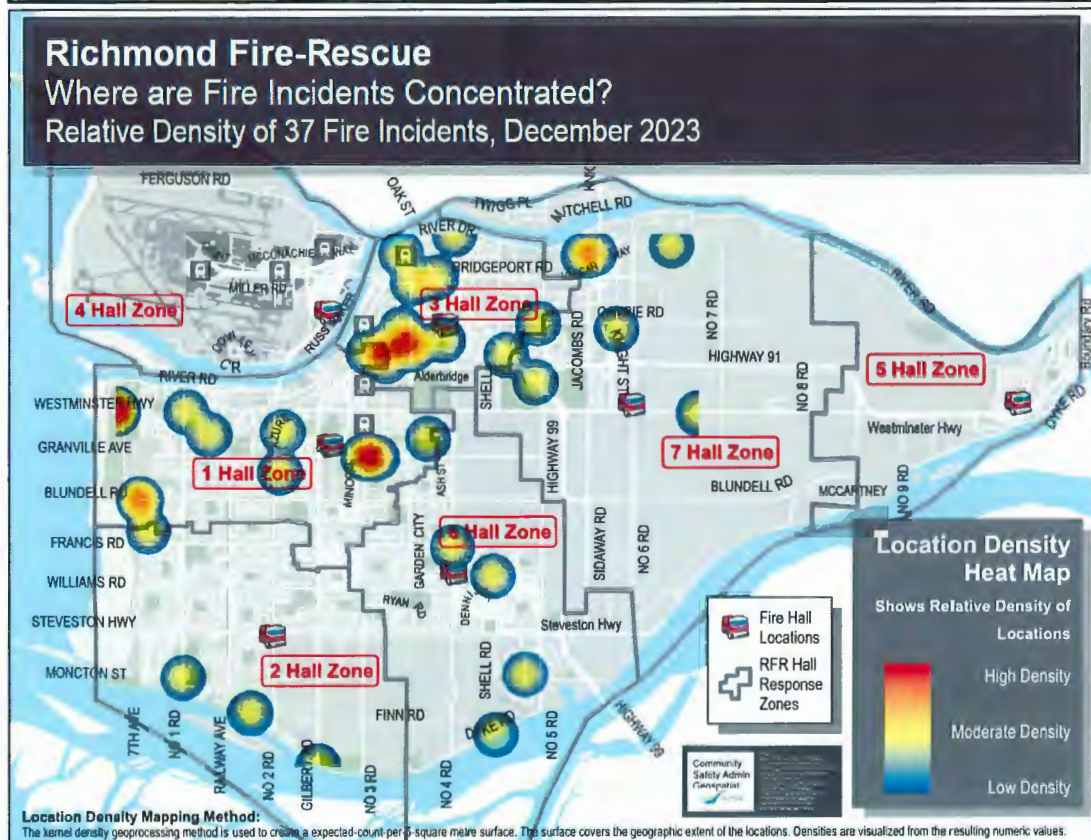 Richmond Fire-Rescue
Where are Fire Incidents Concentrated?
Relative Density of 37 Fire Incidents, December 2023
FERGUSON RD
OAK ST
TWIGG PL
MITCHELL RD
RIVER DR
MCCONACHIE
BRIDGEPORT RD
MILLER RD
4 Hall Zone
3 Hall Zone
NO 7 RD
RIVER RD
JACOMBS RD
HIGHWAY 91
RIVER RD
Alderbridge
SHELL
NO 8 RD
5 Hall Zone
Boundary Rd
DYKE RD
WESTMINSTER HWY
Westminster Hwy
GRANVILLE AVE
1 Hall Zone
7 Hall Zone
MINORU
ASH ST
HIGHWAY 99
BLUNDELL RD
BLUNDELL RD
MCCARTNEY
NO 9 RD
FRANCIS RD
6 Hall Zone
GARDEN CITY
SIDAWAY RD
NO 6 RD
WILLIAMS RD
RYAN RD
STEVESTON HWY
Steveston Hwy
MONCTON ST
2 Hall Zone
SHELL RD
FINN RD
DYKE RD
7TH AVE
NO 1 RD
RAILWAY AVE
NO 2 RD
GILBERT RD
NO 3 RD
NO 4 RD
NO 5 RD
HIGHWAY 99
Fire Hall
Locations
RFR Hall
Response
Zones
Community
Safety Admin
Geospatial
Location Density
Heat Map
Shows Relative Density of
Locations
High Density
Moderate Density
Low Density
Location Density Mapping Method:
The kernel density geoprocessing method is used to create a expected-count-per-5-square metre surface. The surface covers the geographic extent of the locations. Densities are visualized from the resulting numeric values.